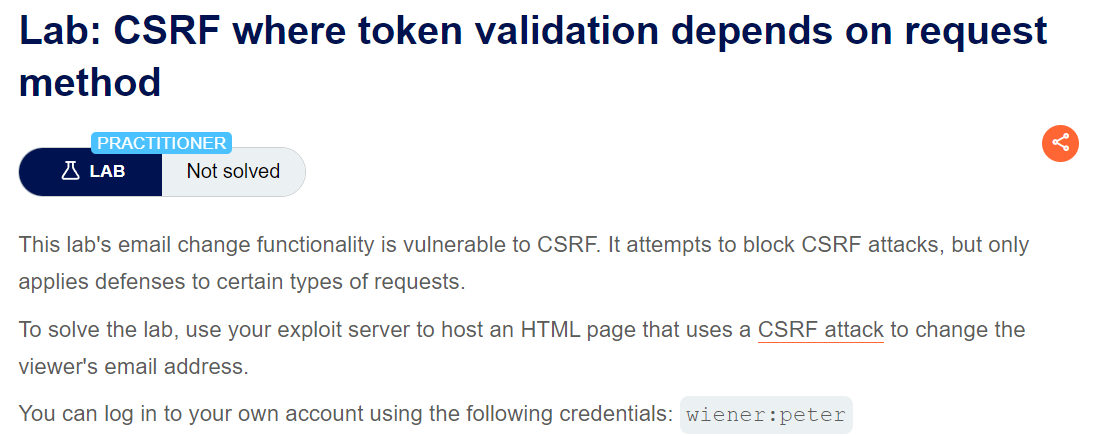 Lab: CSRF where token validation depends on request
method
PRACTITIONER
LAB Not solved
This lab's email change functionality is vulnerable to CSRF. It attempts to block CSRF attacks, but only
applies defenses to certain types of requests.
To solve the lab, use your exploit server to host an HTML page that uses a CSRF attack to change the
viewer's email address.
You can log in to your own account using the following credentials: wiener:peter